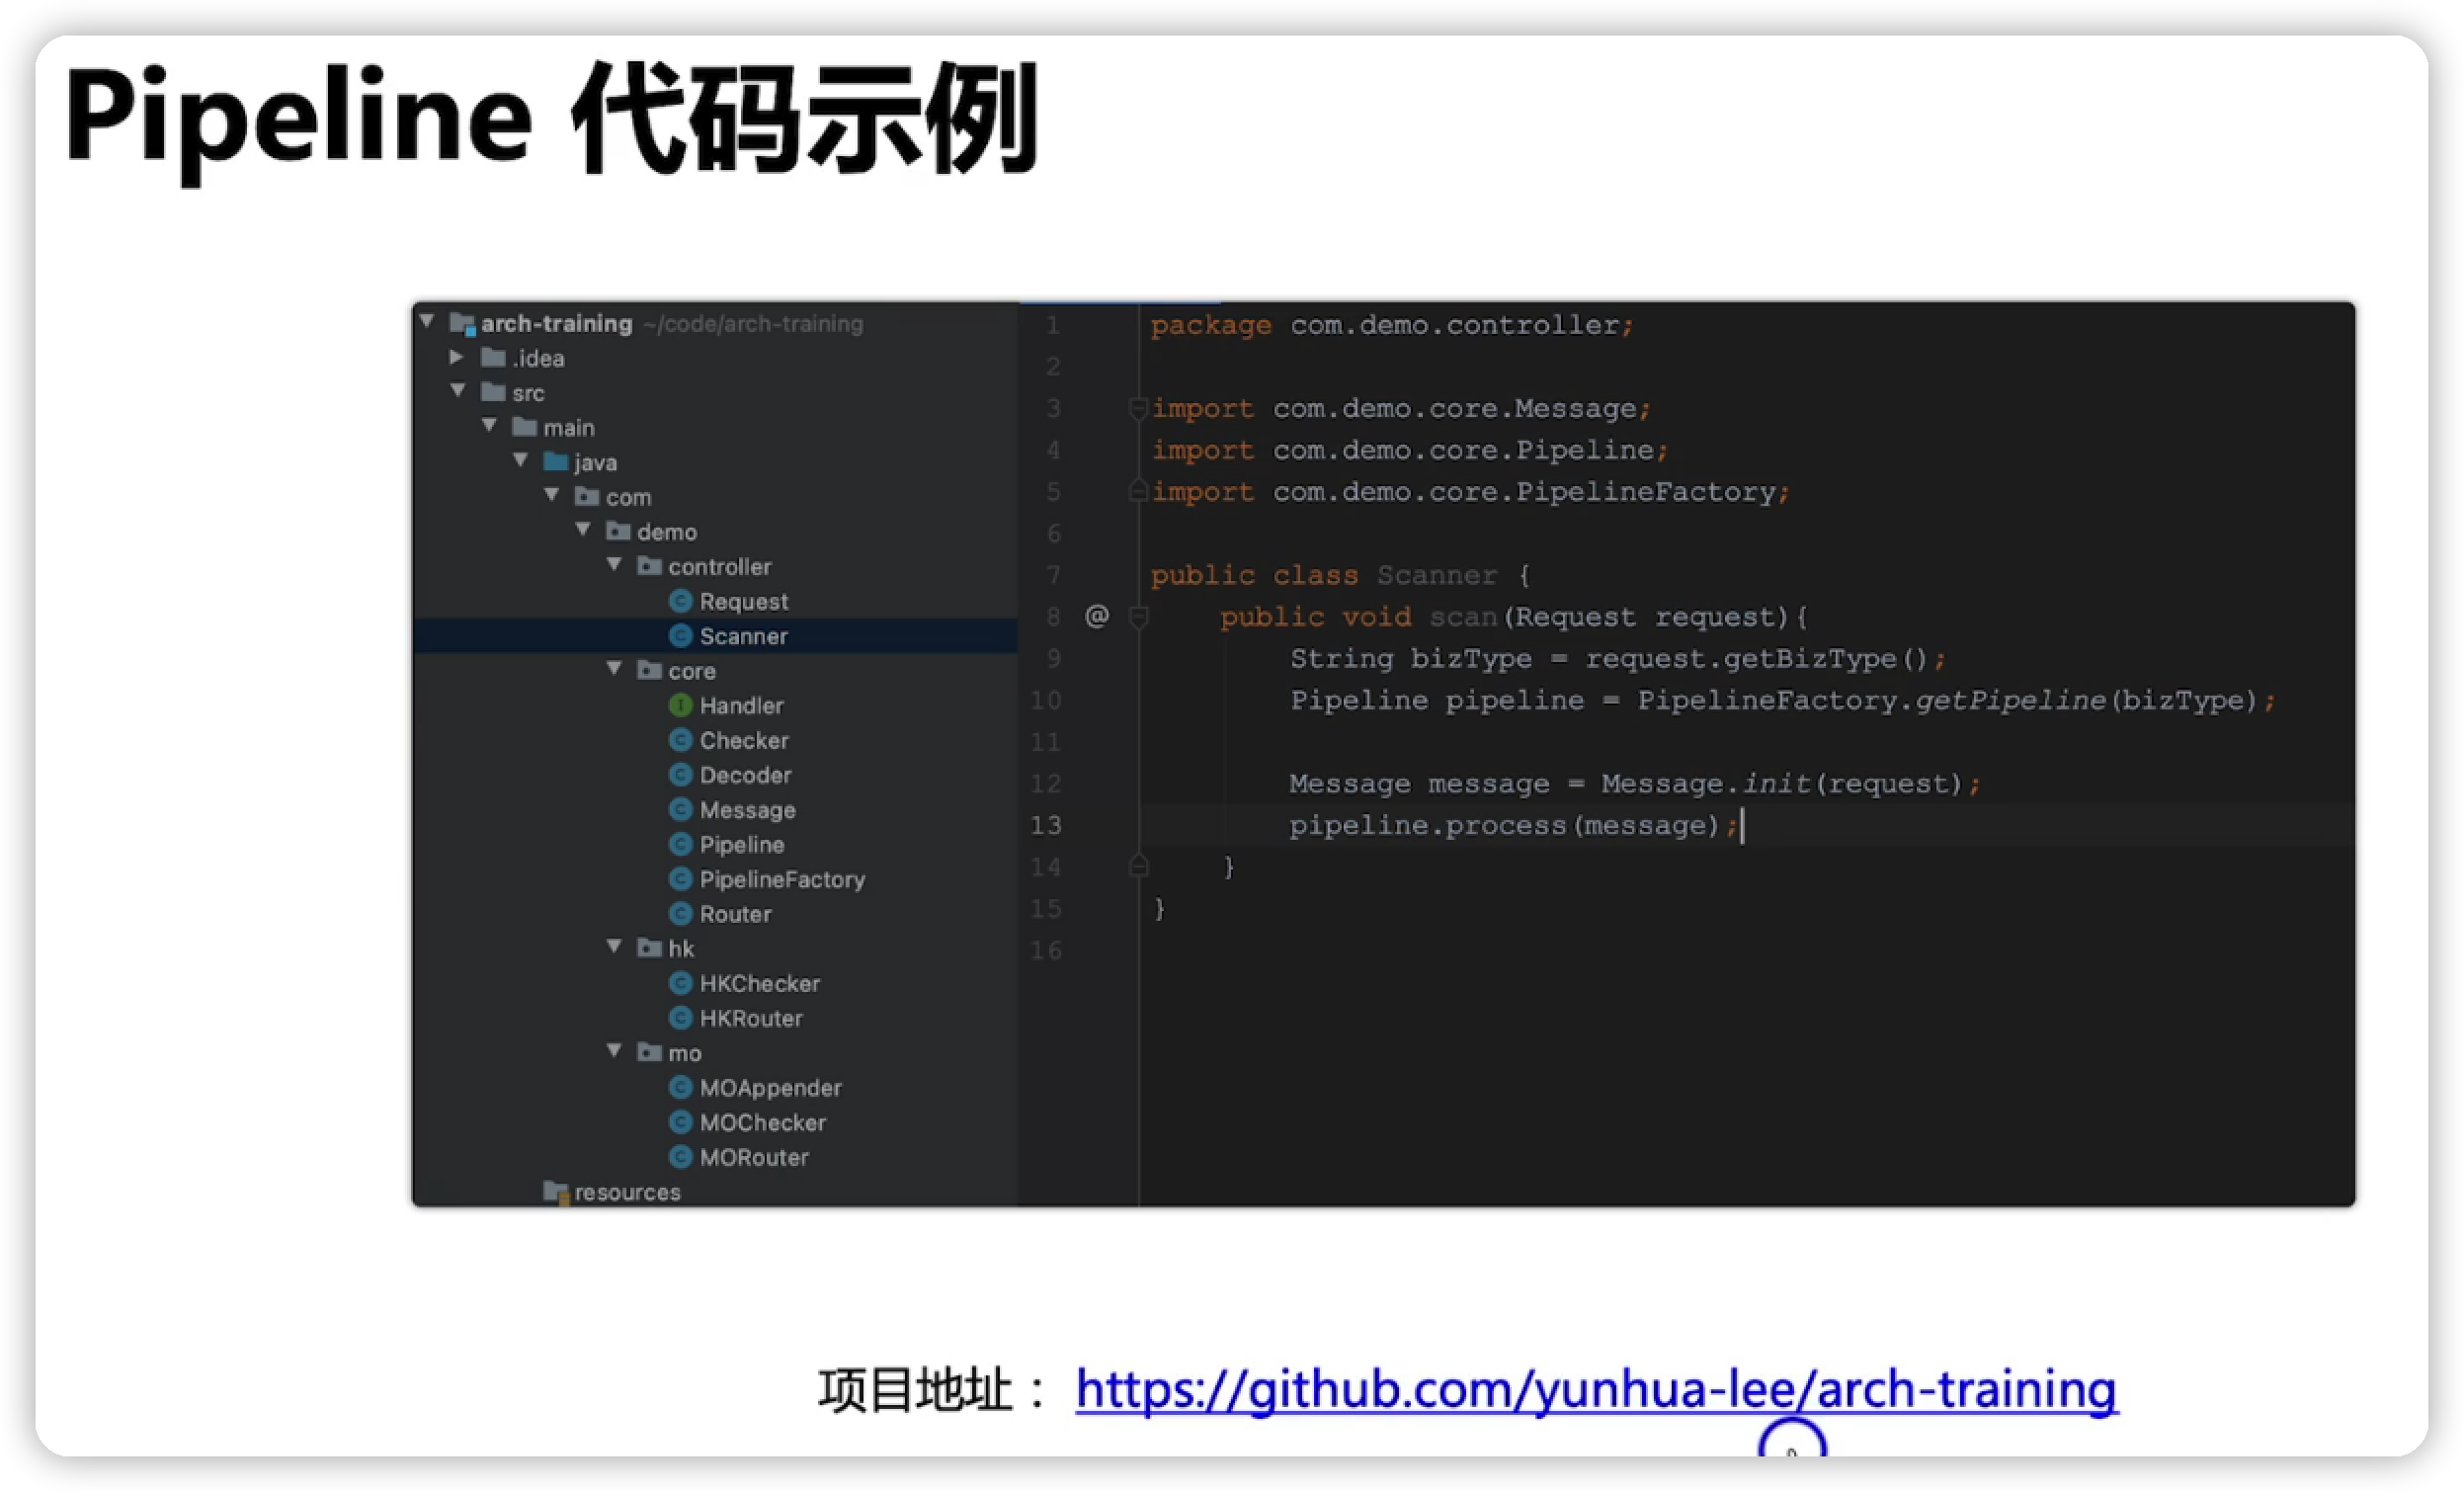 Pipeline 代码示例
arch-training ~/code/arch-training
.idea
src
main
java
com
demo
controller
Request
Scanner
core
Handler
Checker
Decoder
Message
Pipeline
PipelineFactory
Router
hk
HKChecker
HKRouter
mo
MOAppender
MOChecker
MORouter
resources
1 package com.demo.controller;
2
3 import com.demo.core.Message;
4 import com.demo.core.Pipeline;
5 import com.demo.core.PipelineFactory;
6
7 public class Scanner {
8 @ public void scan(Request request){
9 String bizType = request.getBizType();
10 Pipeline pipeline = PipelineFactory.getPipeline(bizType);
11
12 Message message = Message.init(request);
13 pipeline.process(message);
14 }
15 }
16
项目地址： https://github.com/yunhua-lee/arch-training